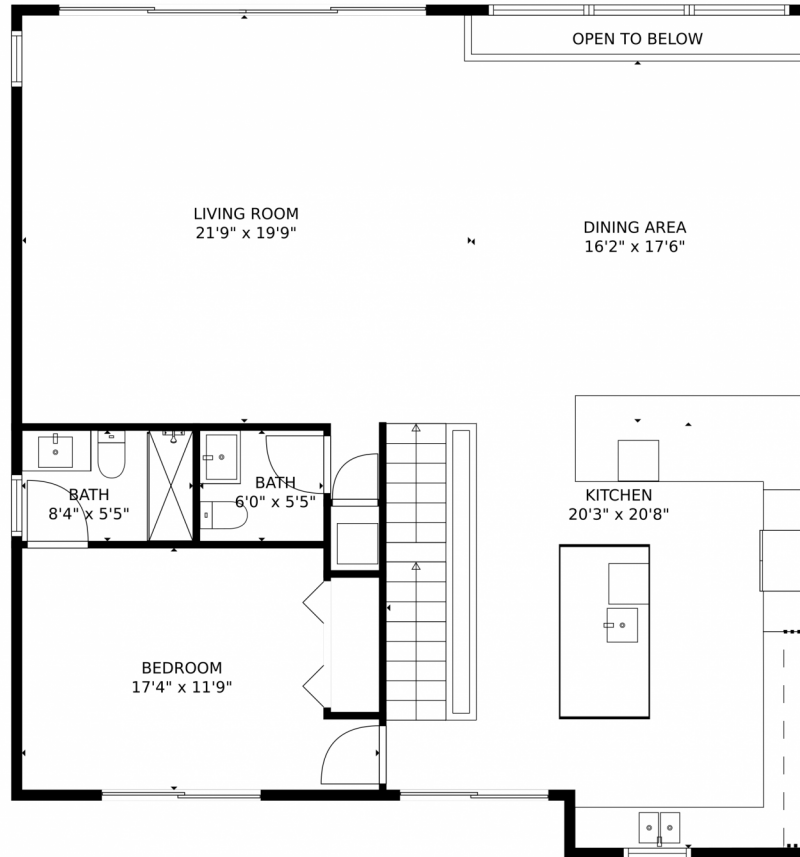 OPEN TO BELOW
LIVING ROOM
21'9" x 19'9"
DINING AREA
16'2" x 17'6"
BATH
8'4" x 5'5"
BATH
6'0" x 5'5"
KITCHEN
20'3" x 20'8"
BEDROOM
17'4" x 11'9"